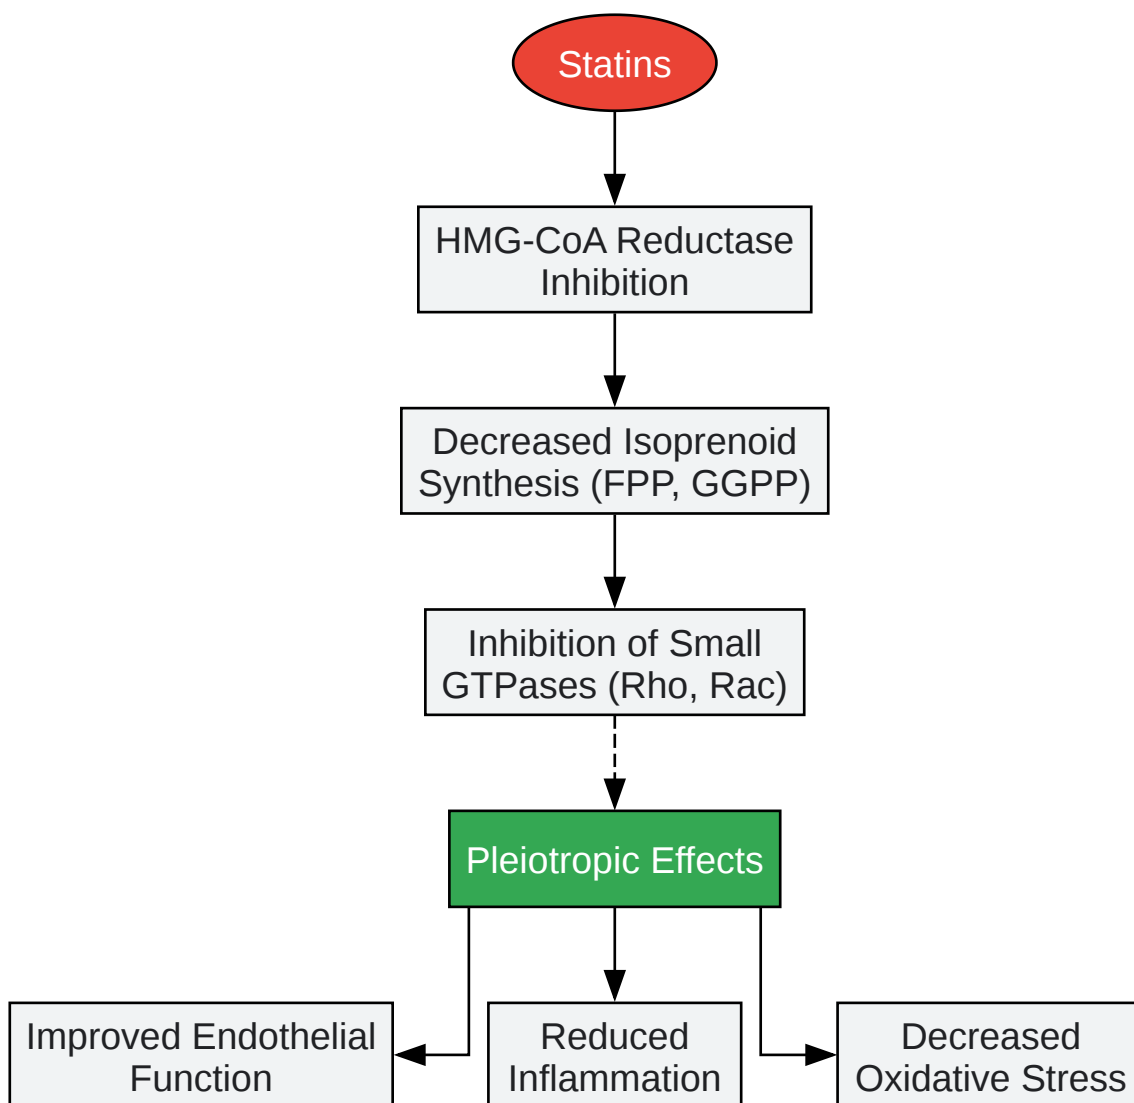 Statins
HMG-CoA Reductase
Inhibition
Decreased Isoprenoid
Synthesis (FPP, GGPP)
Inhibition of Small
GTPases (Rho, Rac)
Pleiotropic Effects
Improved Endothelial
Function
Reduced
Inflammation
Decreased
Oxidative Stress